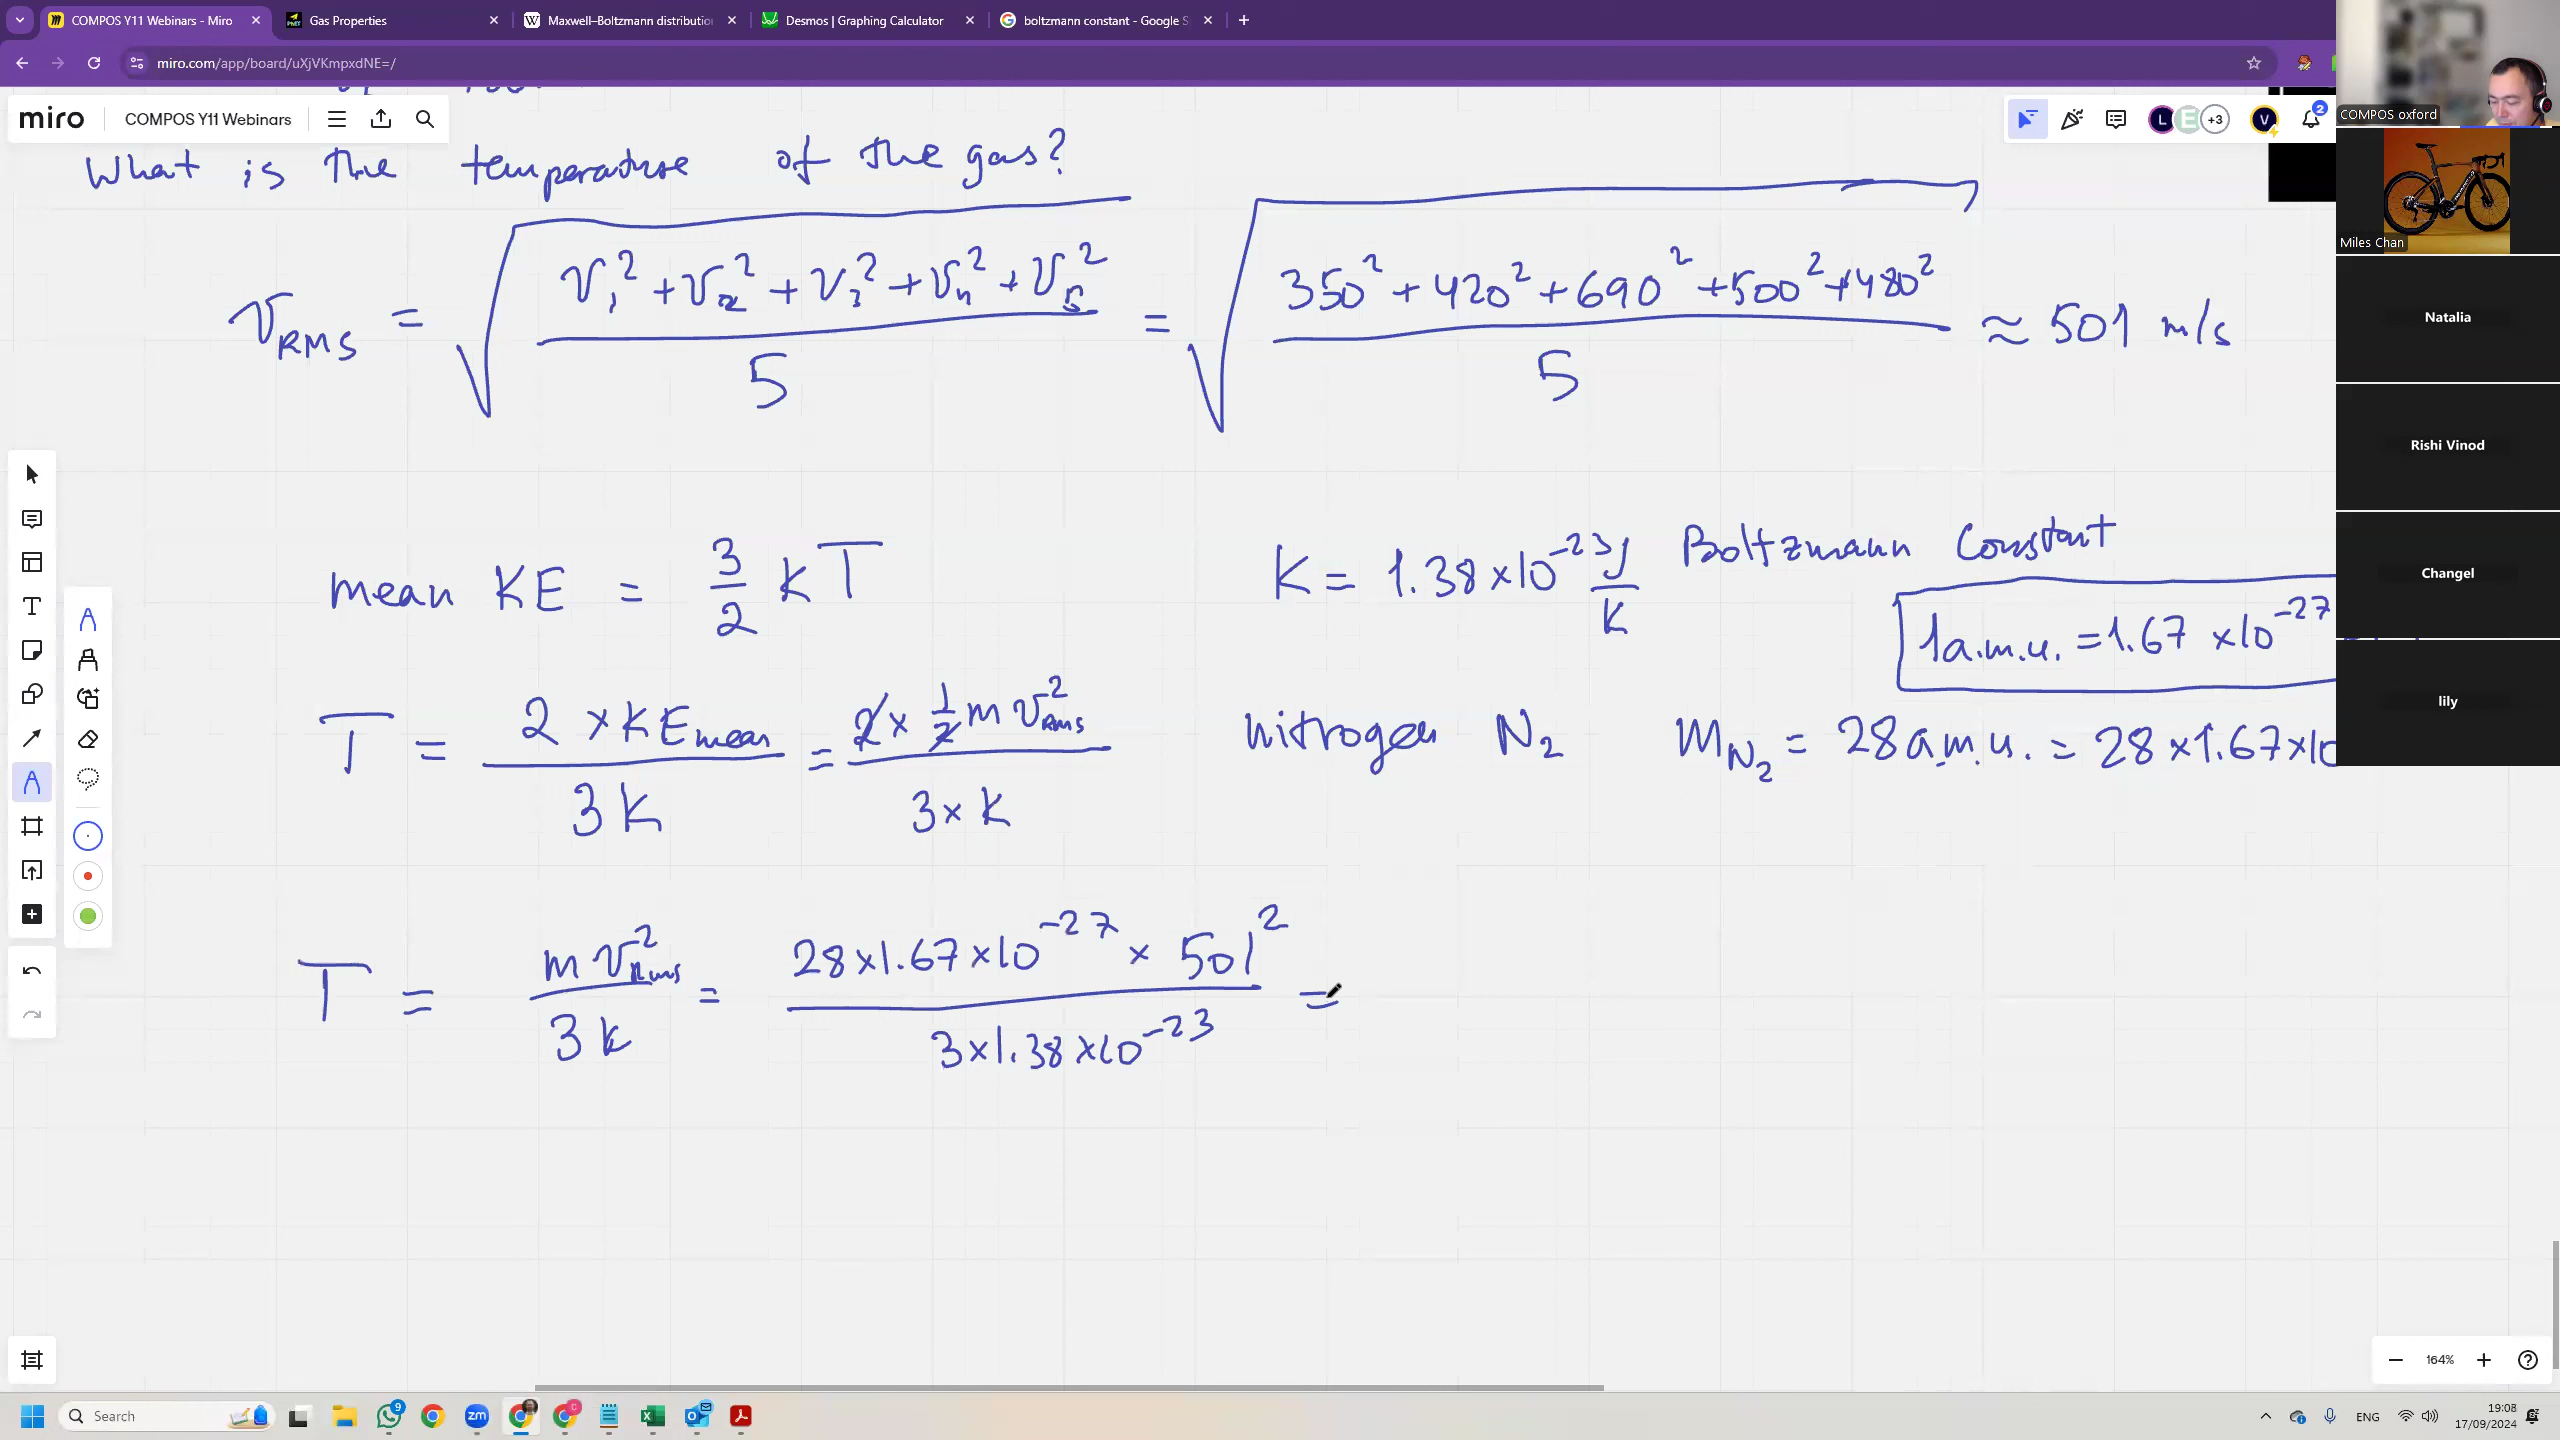 COMPOS Y11 Webinars - Miro
Gas Properties
Maxwell–Boltzmann distribution
Desmos | Graphing Calculator
boltzmann constant - Google S
miro.com/app/board/uXjVKmpxdNE=/
miro COMPOS Y11 Webinars
L E +3 V 2
COMPOS oxford
Miles Chan
Natalia
Rishi Vinod
Changel
lily
What is the temperature of the gas?
v_RMS = √((v₁² + v₂² + v₃² + v₄² + v₅²)/5) = √((350² + 420² + 690² + 500² + 480²)/5) ≈ 501 m/s
mean KE = 3/2 kT K = 1.38 × 10⁻²³ J/K Boltzmann Constant
1 a.m.u. = 1.67 × 10⁻²⁷
T = (2 × KE_mean)/(3K) = (2 × 1/2 m v²_rms)/(3 × k) nitrogen N₂ M_N₂ = 28 a.m.u. = 28 × 1.67 × 10
T = (m v²_rms)/(3k) = (28 × 1.67 × 10⁻²⁷ × 501²)/(3 × 1.38 × 10⁻²³) =
164%
Search
9
zm
ENG
19:08
17/09/2024